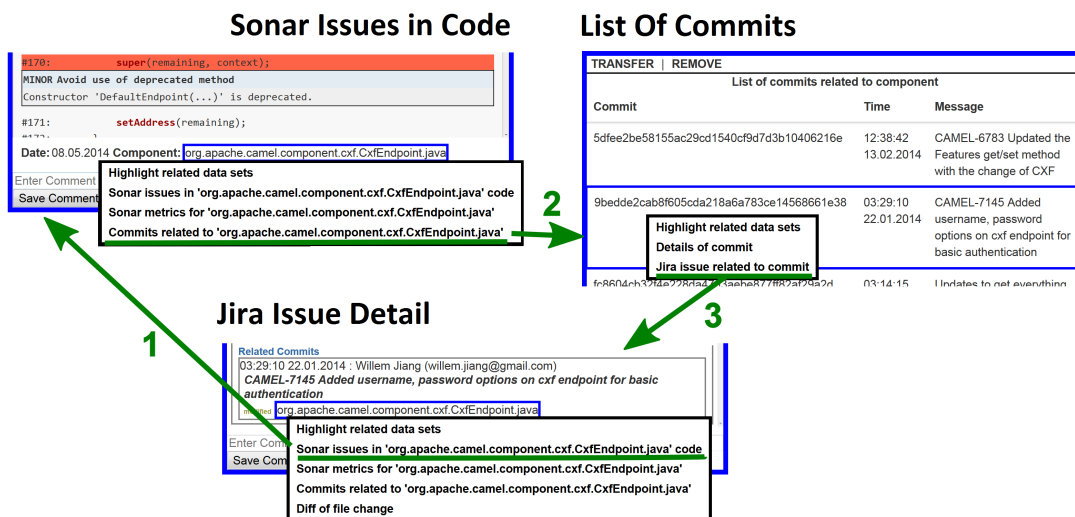 Sonar Issues in Code
#170: super(remaining, context);
MINOR Avoid use of deprecated method
Constructor 'DefaultEndpoint(...)' is deprecated.
#171: setAddress(remaining);
Date: 08.05.2014 Component: org.apache.camel.component.cxf.CxfEndpoint.java
Enter Comment
Save Comment
Highlight related data sets
Sonar issues in 'org.apache.camel.component.cxf.CxfEndpoint.java' code
Sonar metrics for 'org.apache.camel.component.cxf.CxfEndpoint.java'
Commits related to 'org.apache.camel.component.cxf.CxfEndpoint.java'
2
List Of Commits
TRANSFER | REMOVE
List of commits related to component
Commit Time Message
5dfee2be58155ac29cd1540cf9d7d3b10406216e 12:38:42 CAMEL-6783 Updated the
13.02.2014 Features get/set method
with the change of CXF
9bedde2cab8f605cda218a6a783ce14568661e38 03:29:10 CAMEL-7145 Added
22.01.2014 username, password
options on cxf endpoint for
basic authentication
Highlight related data sets
Details of commit
Jira issue related to commit
03:14:15 Updates to get everything
3
1
Jira Issue Detail
Related Commits
03:29:10 22.01.2014 : Willem Jiang (willem.jiang@gmail.com)
CAMEL-7145 Added username, password options on cxf endpoint for basic
authentication
modified org.apache.camel.component.cxf.CxfEndpoint.java
Enter Com
Save Com
Highlight related data sets
Sonar issues in 'org.apache.camel.component.cxf.CxfEndpoint.java' code
Sonar metrics for 'org.apache.camel.component.cxf.CxfEndpoint.java'
Commits related to 'org.apache.camel.component.cxf.CxfEndpoint.java'
Diff of file change